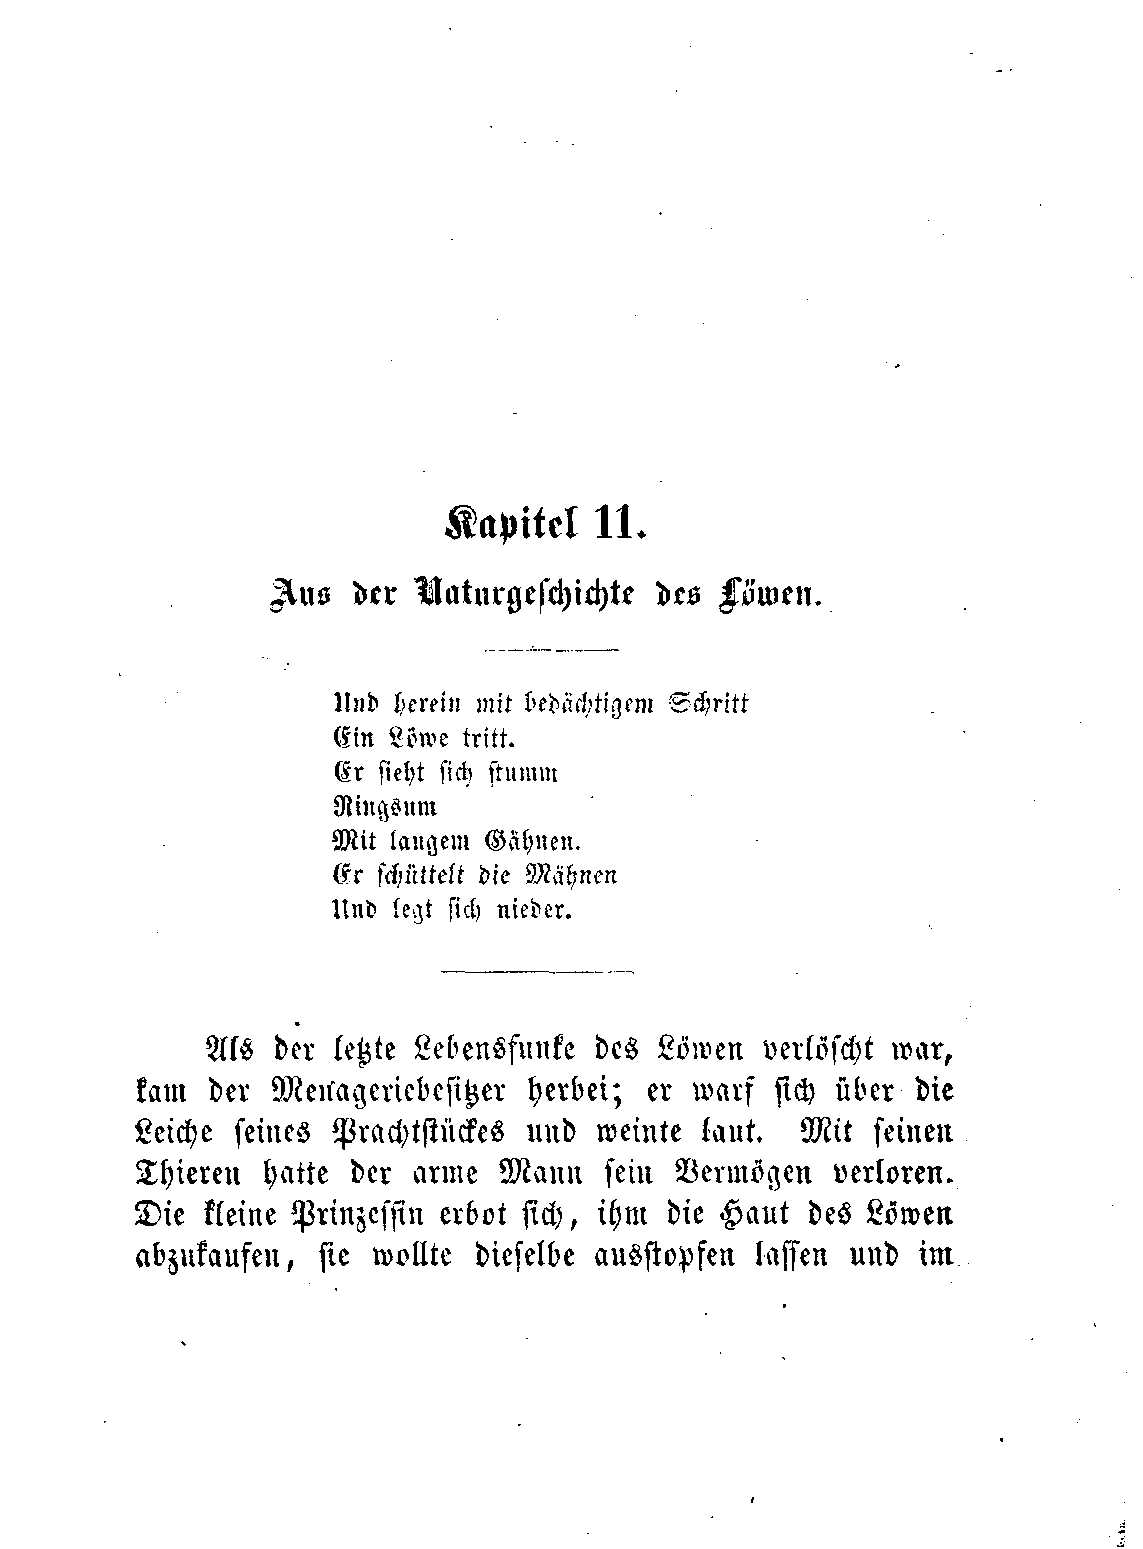 Kapitel 11.
Aus der Naturgeschichte des Löwen.
Und herein mit bedächtigem Schritt
Ein Löwe tritt.
Er sieht sich stumm
Ringsum
Mit langem Gähnen.
Er schüttelt die Mähnen
Und legt sich nieder.
Als der letzte Lebensfunke des Löwen verlöscht war,
kam der Menageriebesitzer herbei; er warf sich über die
Leiche seines Prachtstückes und weinte laut. Mit seinen
Thieren hatte der arme Mann sein Vermögen verloren.
Die kleine Prinzessin erbot sich, ihm die Haut des Löwen
abzukaufen, sie wollte dieselbe ausstopfen lassen und im